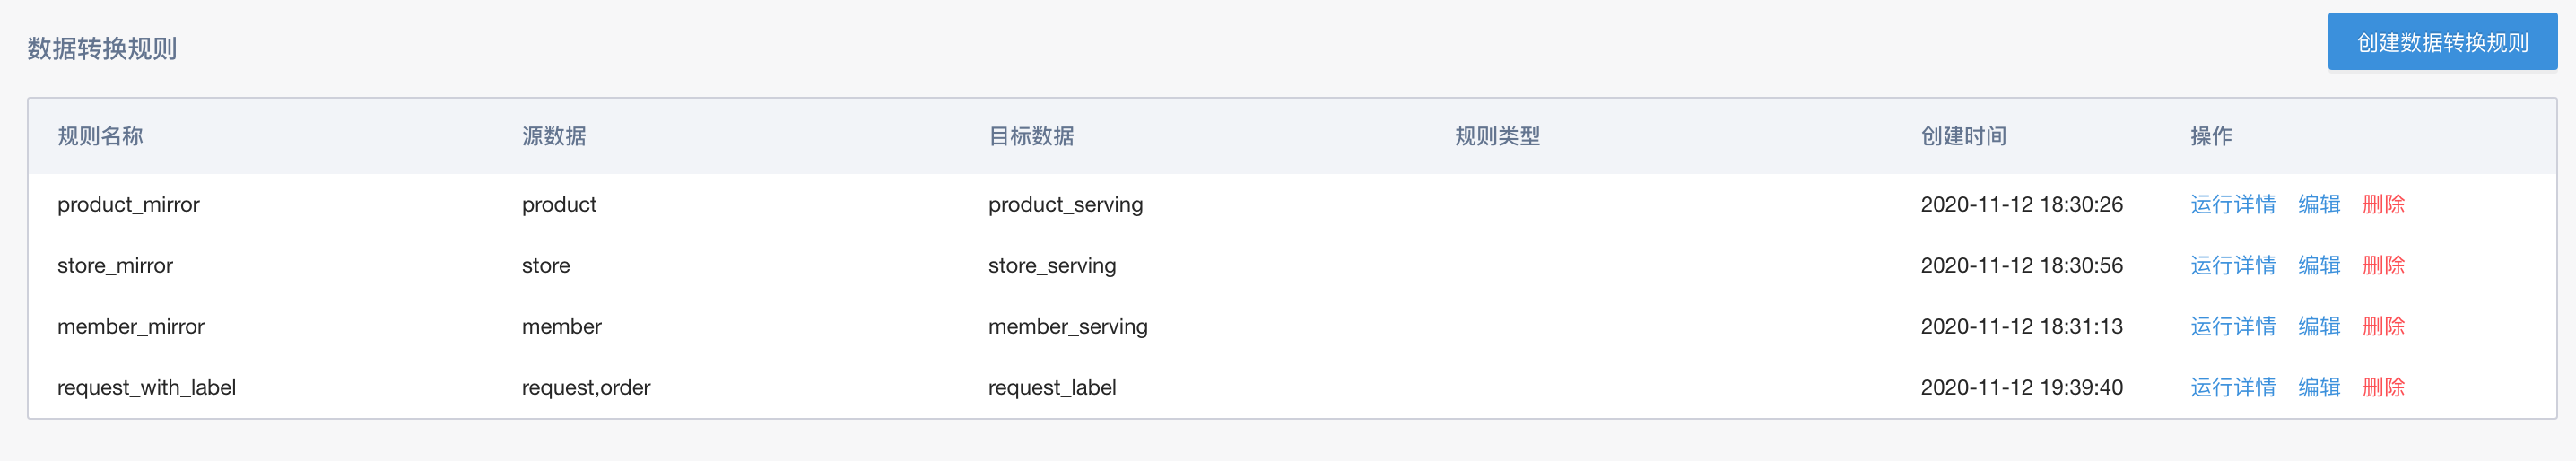 数据转换规则 创建数据转换规则
规则名称 源数据 目标数据 规则类型 创建时间 操作
product_mirror product product_serving 2020-11-12 18:30:26 运行详情 编辑 删除
store_mirror store store_serving 2020-11-12 18:30:56 运行详情 编辑 删除
member_mirror member member_serving 2020-11-12 18:31:13 运行详情 编辑 删除
request_with_label request,order request_label 2020-11-12 19:39:40 运行详情 编辑 删除